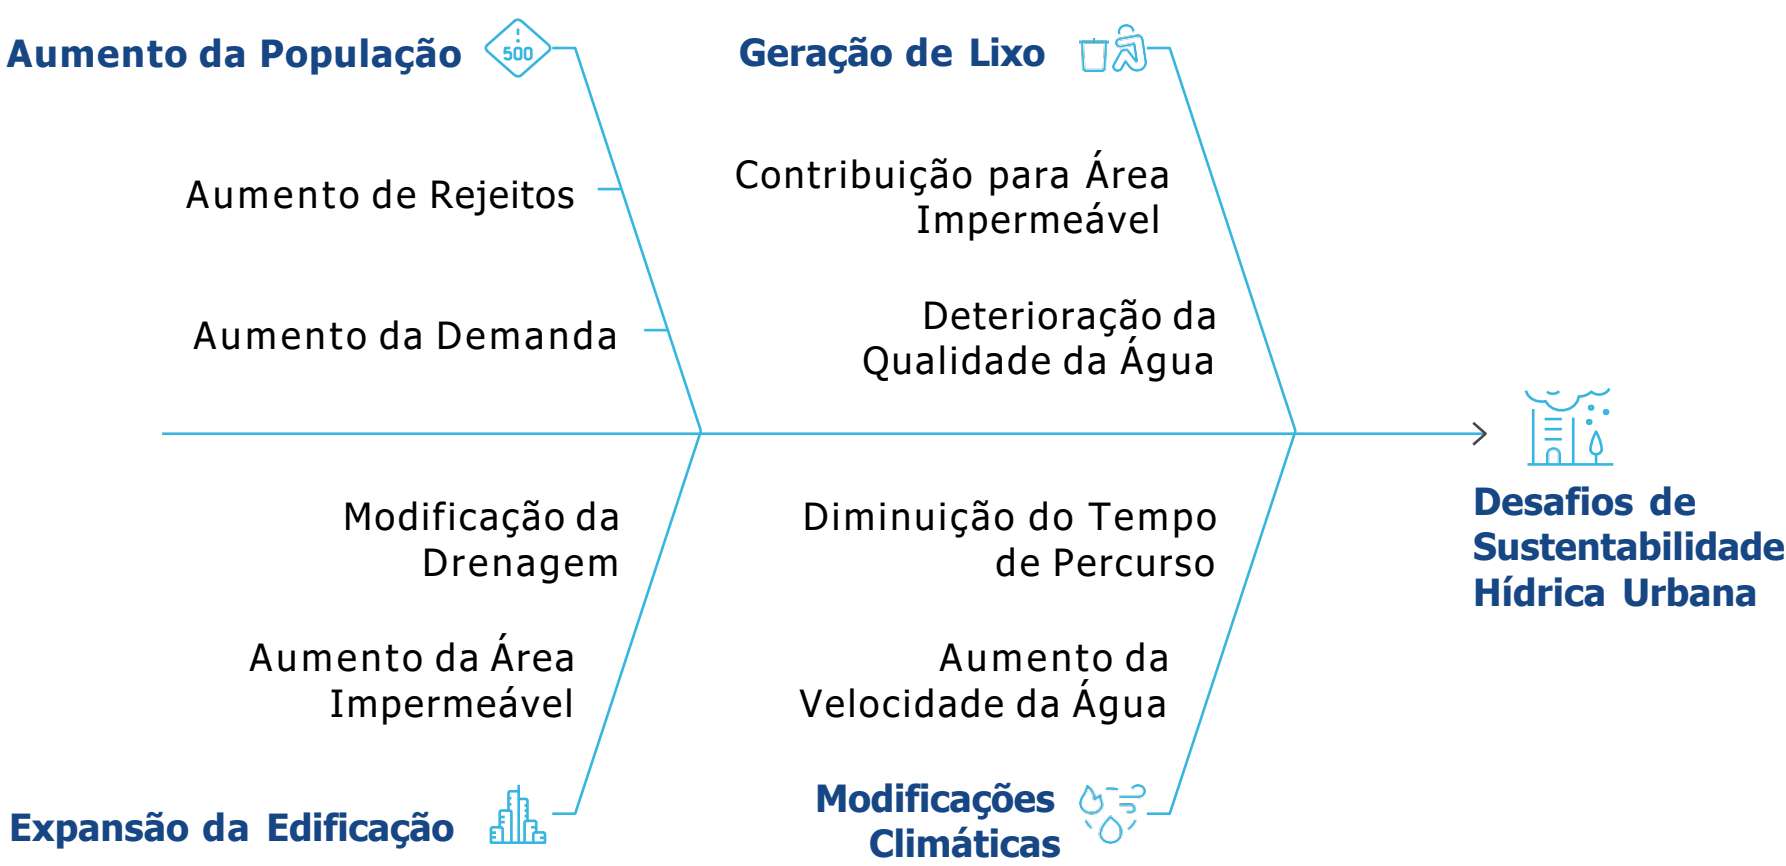 Aumento da População
500
Geração de Lixo
Aumento de Rejeitos
Contribuição para Área
Impermeável
Aumento da Demanda
Deterioração da
Qualidade da Água
Desafios de
Sustentabilidade
Hídrica Urbana
Modificação da
Drenagem
Diminuição do Tempo
de Percurso
Aumento da Área
Impermeável
Aumento da
Velocidade da Água
Expansão da Edificação
Modificações
Climáticas